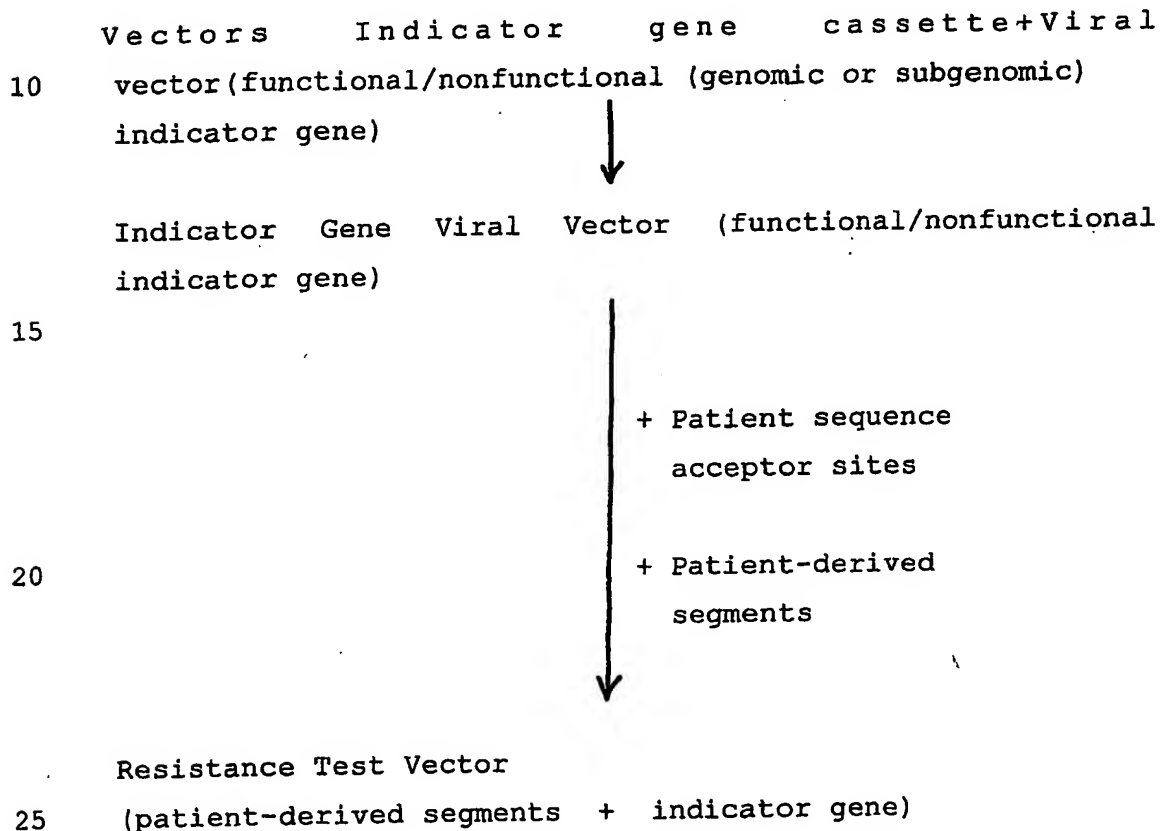 Vectors Indicator gene cassette+Viral
10 vector(functional/nonfunctional (genomic or subgenomic)
indicator gene)
Indicator Gene Viral Vector (functional/nonfunctional
indicator gene)
15
+ Patient sequence
acceptor sites
20 + Patient-derived
segments
Resistance Test Vector
25 (patient-derived segments + indicator gene)